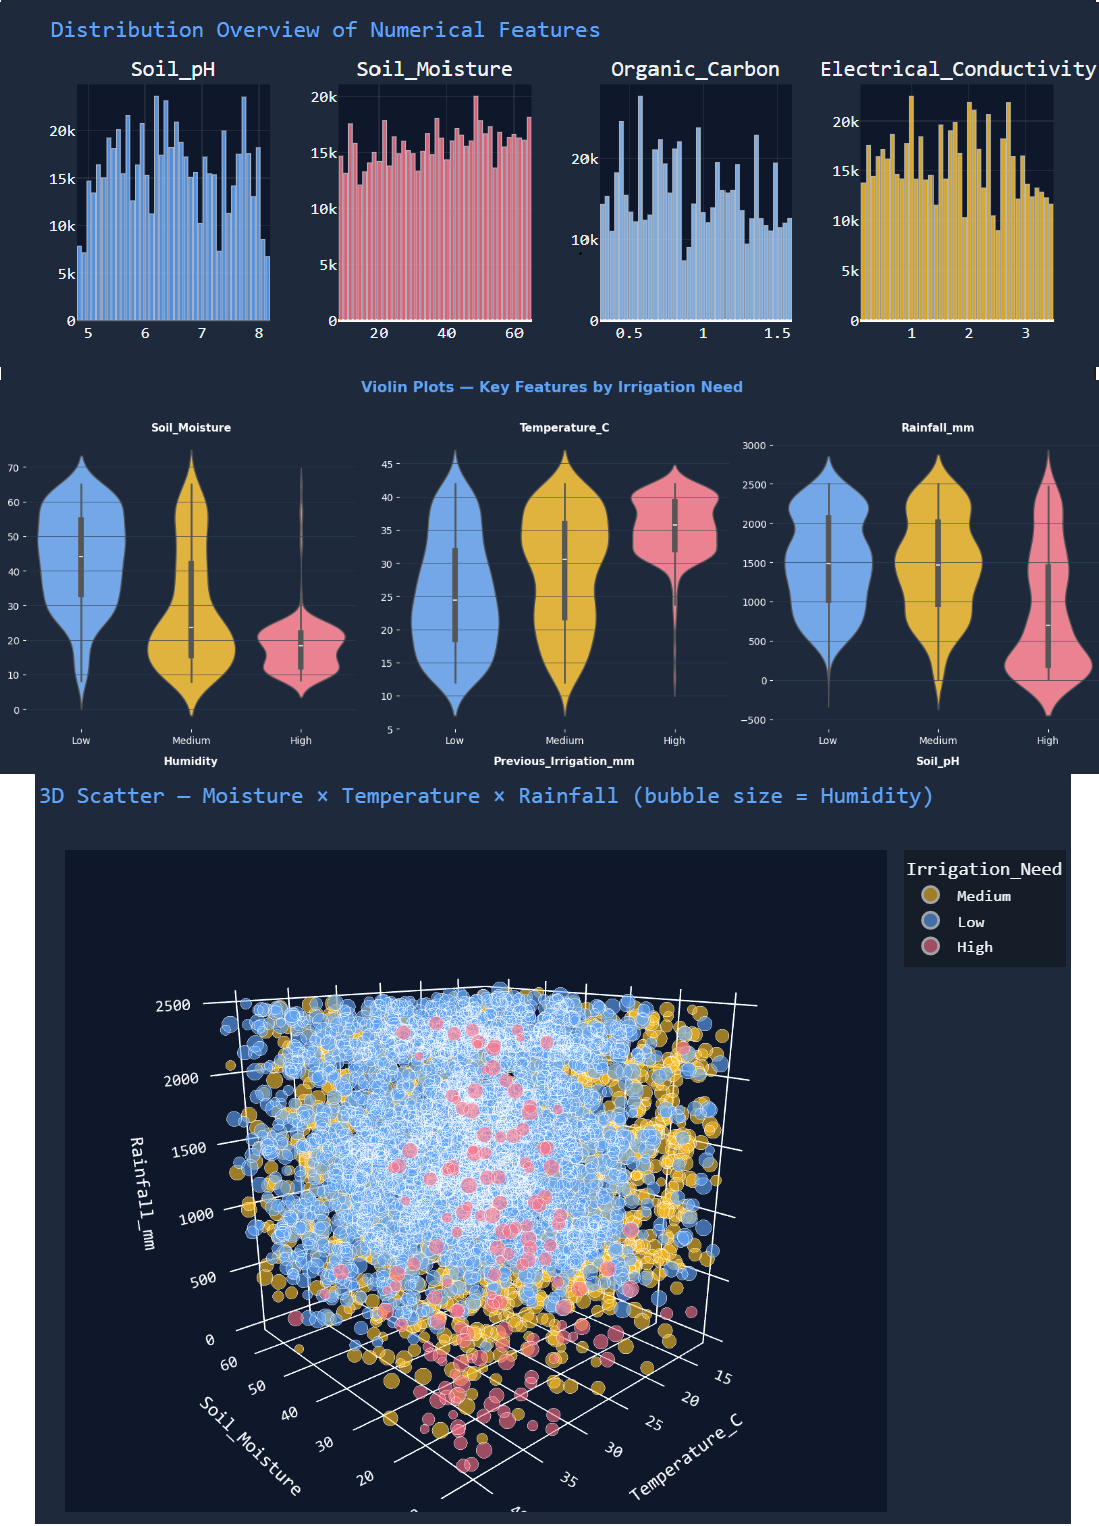 Distribution Overview of Numerical Features
Soil_pH
Soil_Moisture
Organic_Carbon
Electrical_Conductivity
20k
15k
10k
5k
0
5
6
7
8
20k
15k
10k
5k
0
20
40
60
20k
10k
0
0.5
1
1.5
20k
15k
10k
5k
0
1
2
3
Violin Plots — Key Features by Irrigation Need
Soil_Moisture
70
60
50
40
30
20
10
0
Low
Medium
High
Humidity
Temperature_C
45
40
35
30
25
20
15
10
5
Low
Medium
High
Previous_Irrigation_mm
Rainfall_mm
3000
2500
2000
1500
1000
500
0
−500
Low
Medium
High
Soil_pH
3D Scatter — Moisture × Temperature × Rainfall (bubble size = Humidity)
Irrigation_Need
Medium
Low
High
2500
2000
1500
1000
500
0
Rainfall_mm
60
50
40
30
20
Soil_Moisture
15
20
25
30
35
Temperature_C